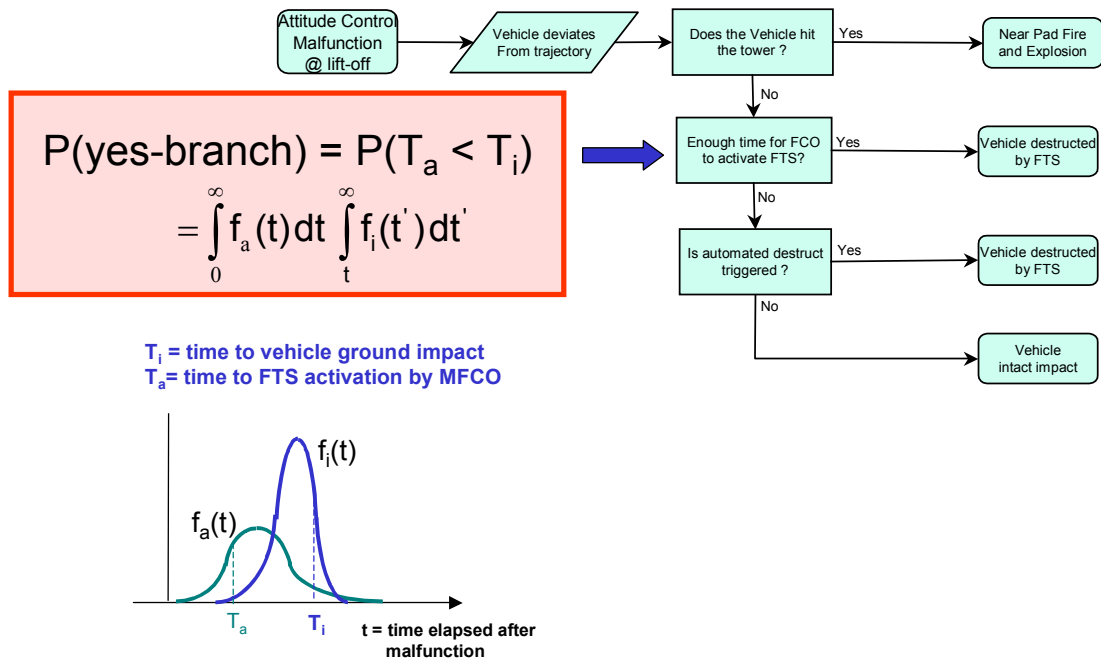 Attitude Control
Malfunction
@ lift-off
Vehicle deviates
From trajectory
Does the Vehicle hit
the tower ?
Yes
Near Pad Fire
and Explosion
No
P(yes-branch) = P(Tₐ < Tᵢ)
= ∫₀^∞ fₐ(t) dt ∫ₜ^∞ fᵢ(t') dt'
Enough time for FCO
to activate FTS?
Yes
Vehicle destructed
by FTS
No
Is automated destruct
triggered ?
Yes
Vehicle destructed
by FTS
No
Vehicle
intact impact
Tᵢ = time to vehicle ground impact
Tₐ= time to FTS activation by MFCO
fᵢ(t)
fₐ(t)
Tₐ
Tᵢ
t = time elapsed after
malfunction